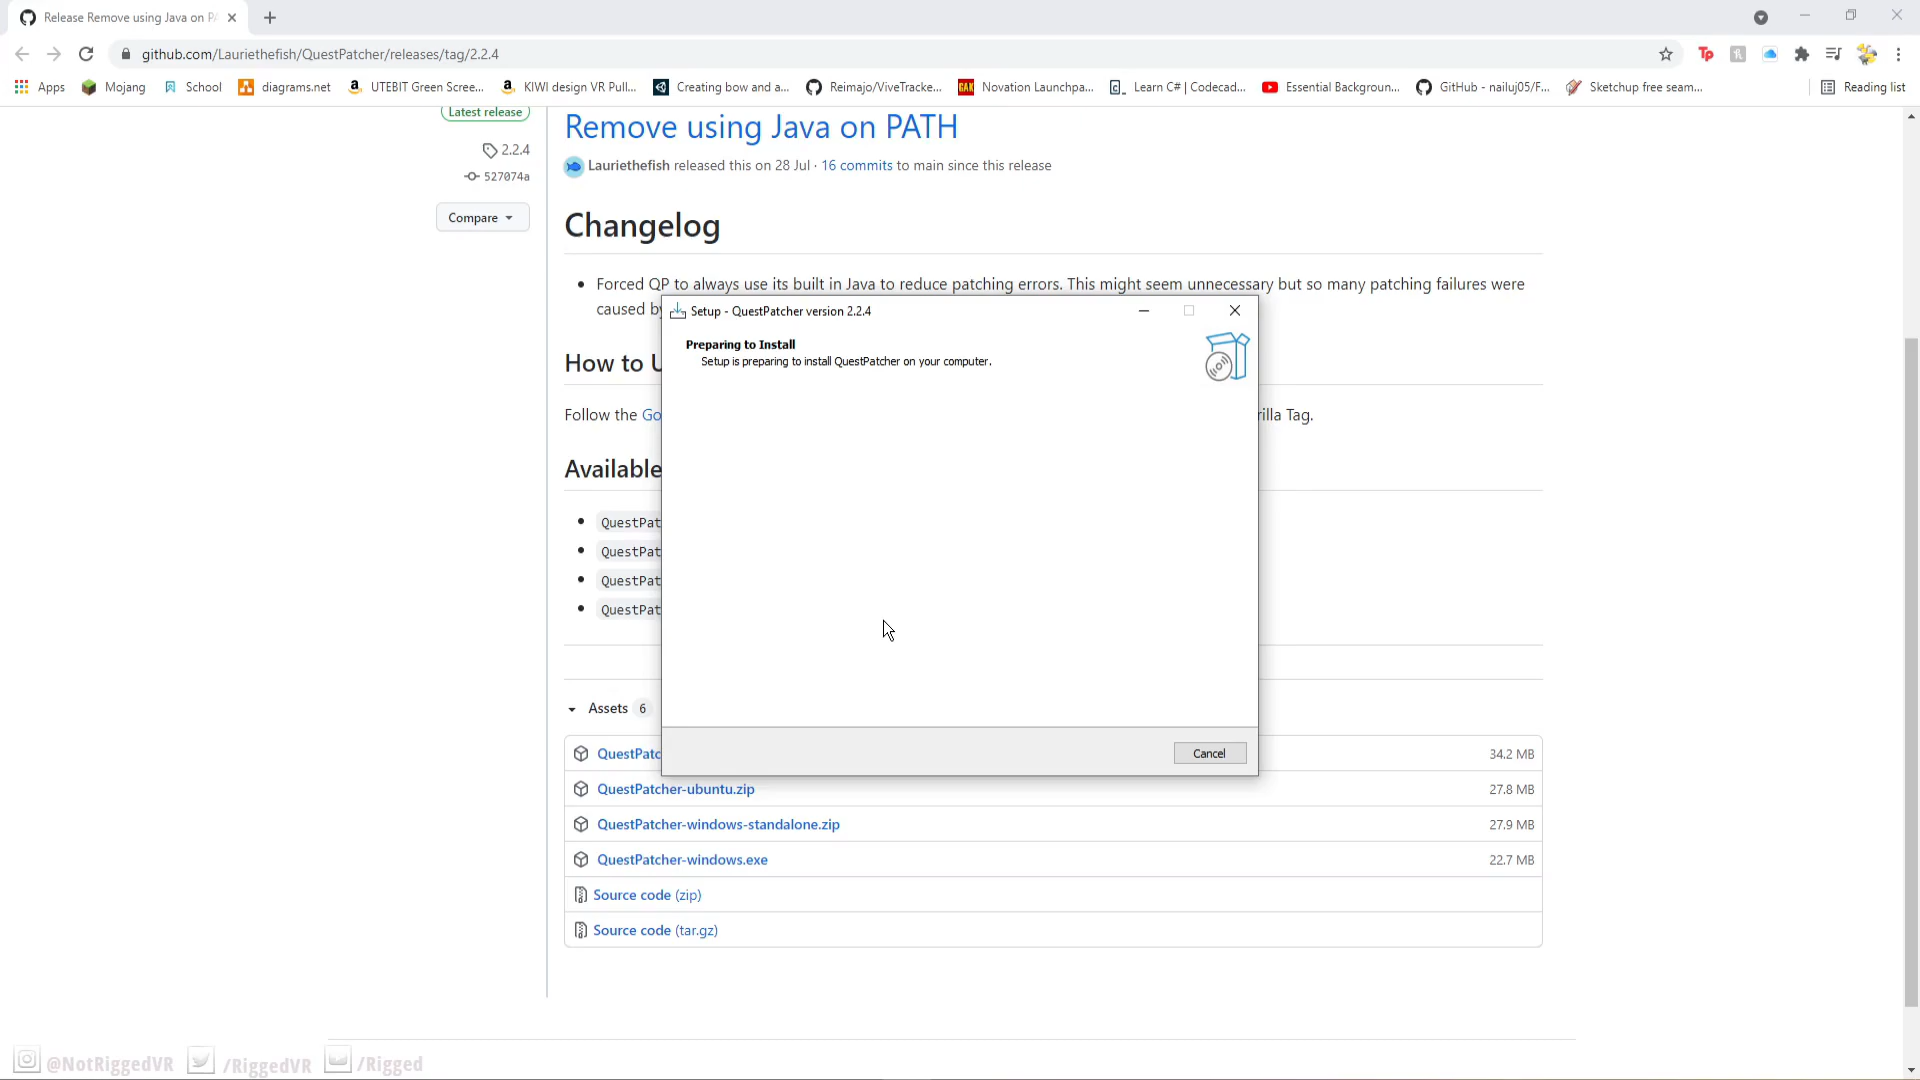 Release Remove using Java on PA
github.com/Lauriethefish/QuestPatcher/releases/tag/2.2.4
Apps
Mojang
School
diagrams.net
UTEBIT Green Scree...
KIWI design VR Pull...
Creating bow and a...
Reimajo/ViveTracke...
Novation Launchpa...
Learn C# | Codecad...
Essential Backgroun...
GitHub - nailuj05/F...
Sketchup free seam...
Reading list
Latest release
2.2.4
527074a
Compare
Remove using Java on PATH
Lauriethefish released this on 28 Jul · 16 commits to main since this release
Changelog
Forced QP to always use its built in Java to reduce patching errors. This might seem unnecessary but so many patching failures were
caused by
Setup - QuestPatcher version 2.2.4
Preparing to Install
Setup is preparing to install QuestPatcher on your computer.
How to U
Follow the Go
rilla Tag.
Available
QuestPat
QuestPat
QuestPat
QuestPat
Assets 6
Cancel
QuestPatc
34.2 MB
QuestPatcher-ubuntu.zip
27.8 MB
QuestPatcher-windows-standalone.zip
27.9 MB
QuestPatcher-windows.exe
22.7 MB
Source code (zip)
Source code (tar.gz)
@NotRiggedVR /RiggedVR /Rigged